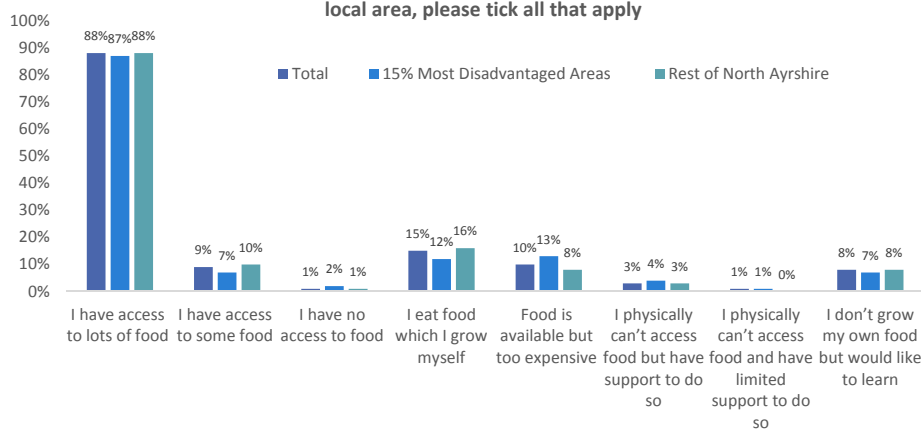 local area, please tick all that apply
100%
90%
80%
70%
60%
50%
40%
30%
20%
10%
0%
Total
15% Most Disadvantaged Areas
Rest of North Ayrshire
88% 87% 88%
9% 7% 10%
1% 2% 1%
15% 12% 16%
10% 13% 8%
3% 4% 3%
1% 1% 0%
8% 7% 8%
I have access
to lots of food
I have access
to some food
I have no
access to food
I eat food
which I grow
myself
Food is
available but
too expensive
I physically
can’t access
food but have
support to do
so
I physically
can’t access
food and have
limited
support to do
so
I don’t grow
my own food
but would like
to learn